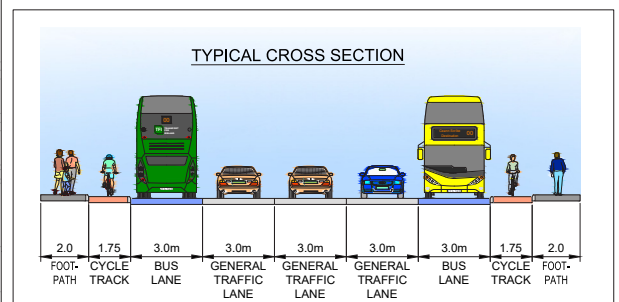 TYPICAL CROSS SECTION
2.0 1.75 3.0m 3.0m 3.0m 3.0m 3.0m 1.75 2.0
FOOT- CYCLE BUS GENERAL GENERAL GENERAL BUS CYCLE FOOT-
PATH TRACK LANE TRAFFIC TRAFFIC TRAFFIC LANE TRACK PATH
LANE LANE LANE